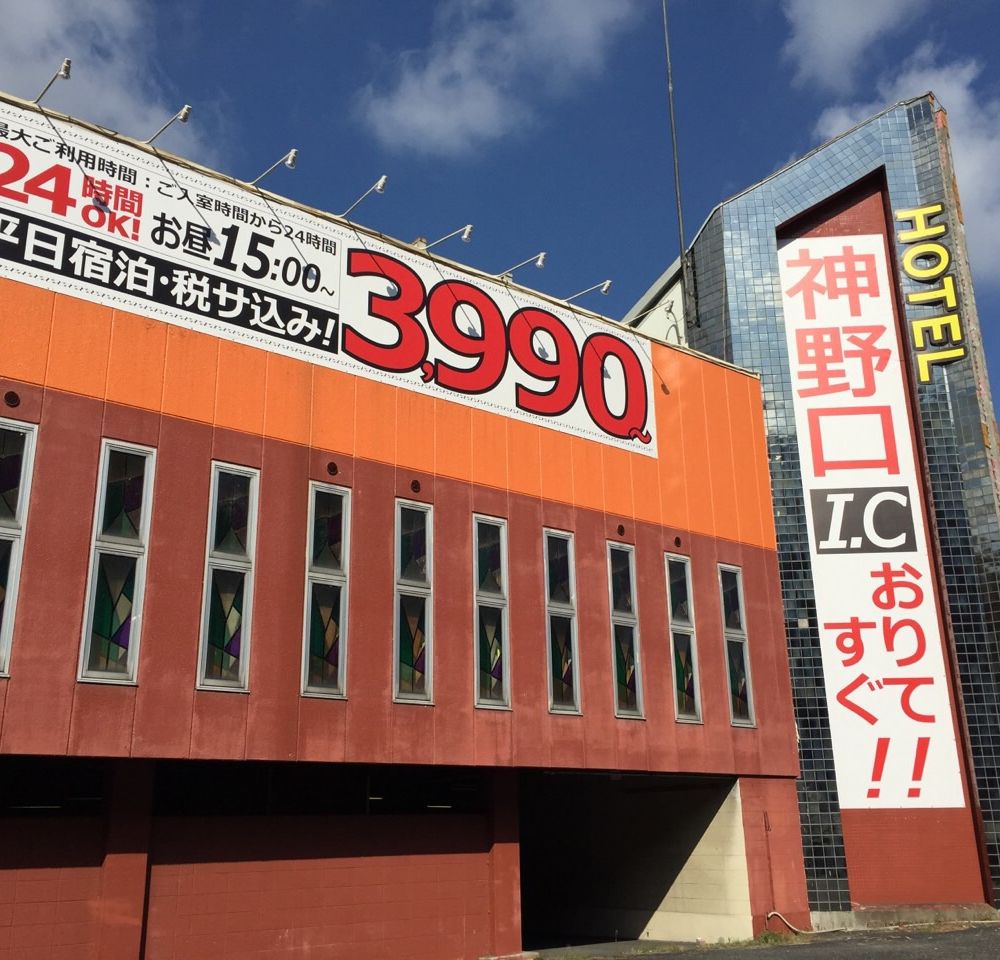 最大ご利用時間：ご入室時間から24時間
24時間OK!
お昼15:00~
平日宿泊・税サ込み!
3,990~
HOTEL
神野口
I.C
おりて
すぐ!!